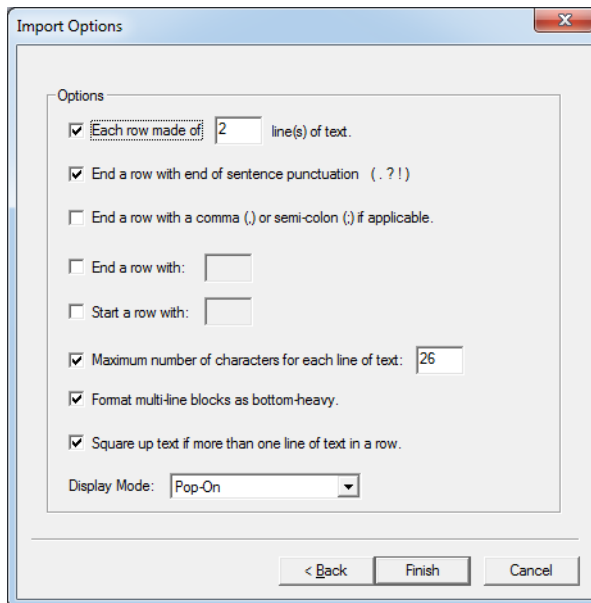 Import Options
Options
Each row made of 2 line(s) of text.
End a row with end of sentence punctuation ( . ? ! )
End a row with a comma (,) or semi-colon (;) if applicable.
End a row with:
Start a row with:
Maximum number of characters for each line of text: 26
Format multi-line blocks as bottom-heavy.
Square up text if more than one line of text in a row.
Display Mode: Pop-On
< Back Finish Cancel